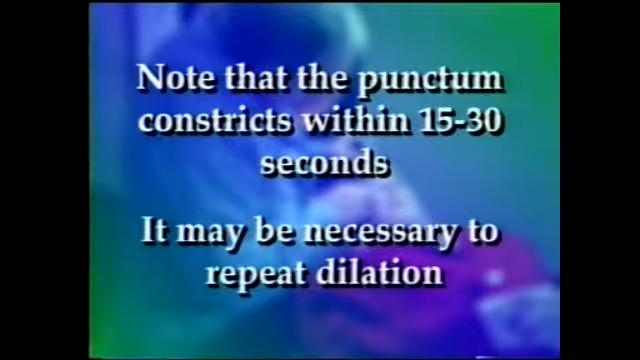 Note that the punctum
constricts within 15-30
seconds
It may be necessary to
repeat dilation